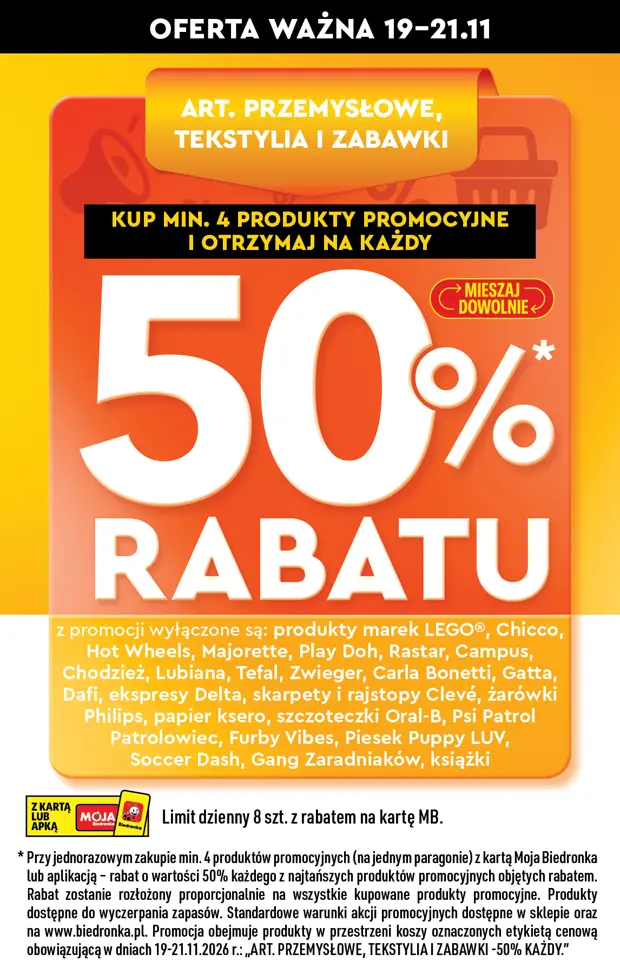 OFERTA WAŻNA 19–21.11
ART. PRZEMYSŁOWE,
TEKSTYLIA I ZABAWKI
KUP MIN. 4 PRODUKTY PROMOCYJNE
I OTRZYMAJ NA KAŻDY
MIESZAJ
DOWOLNIE
50%*
RABATU
z promocji wyłączone są: produkty marek LEGO®, Chicco,
Hot Wheels, Majorette, Play Doh, Rastar, Campus,
Chodzież, Lubiana, Tefal, Zwieger, Carla Bonetti, Gatta,
Dafi, ekspresy Delta, skarpety i rajstopy Clevé, żarówki
Philips, papier ksero, szczoteczki Oral-B, Psi Patrol
Patrolowiec, Furby Vibes, Piesek Puppy LUV,
Soccer Dash, Gang Zaradniaków, książki
Z KARTĄ
LUB
APKĄ
MOJA
Biedronka
Biedronka
Limit dzienny 8 szt. z rabatem na kartę MB.
* Przy jednorazowym zakupie min. 4 produktów promocyjnych (na jednym paragonie) z kartą Moja Biedronka
lub aplikacją – rabat o wartości 50% każdego z najtańszych produktów promocyjnych objętych rabatem.
Rabat zostanie rozłożony proporcjonalnie na wszystkie kupowane produkty promocyjne. Produkty
dostępne do wyczerpania zapasów. Standardowe warunki akcji promocyjnych dostępne w sklepie oraz
na www.biedronka.pl. Promocja obejmuje produkty w przestrzeni koszy oznaczonych etykietą cenową
obowiązującą w dniach 19-21.11.2026 r.: „ART. PRZEMYSŁOWE, TEKSTYLIA I ZABAWKI -50% KAŻDY.”